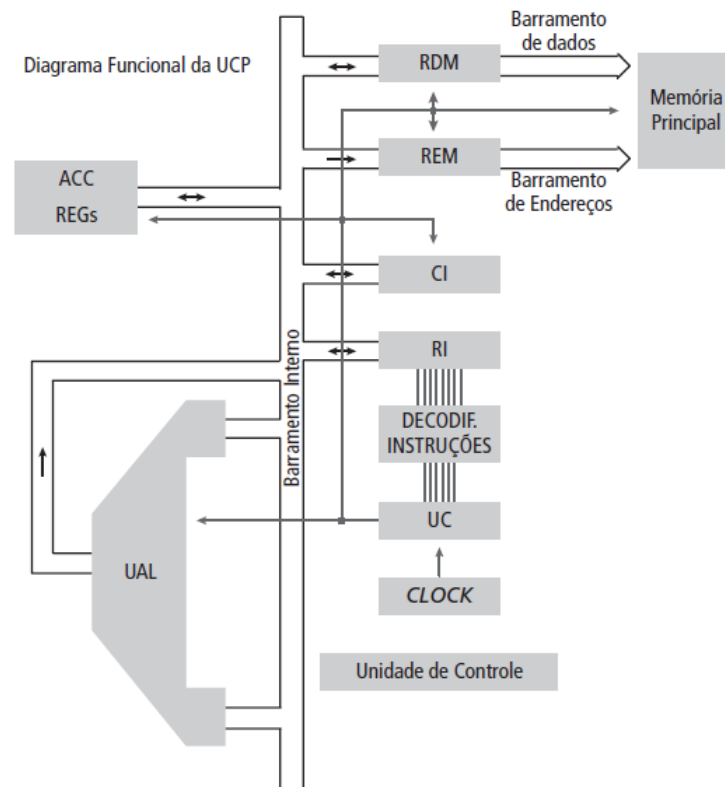 Diagrama Funcional da UCP
Barramento
de dados
RDM
Memória
Principal
REM
Barramento
de Endereços
ACC
REGs
CI
RI
Barramento Interno
DECODIF.
INSTRUÇÕES
UC
UAL
CLOCK
Unidade de Controle